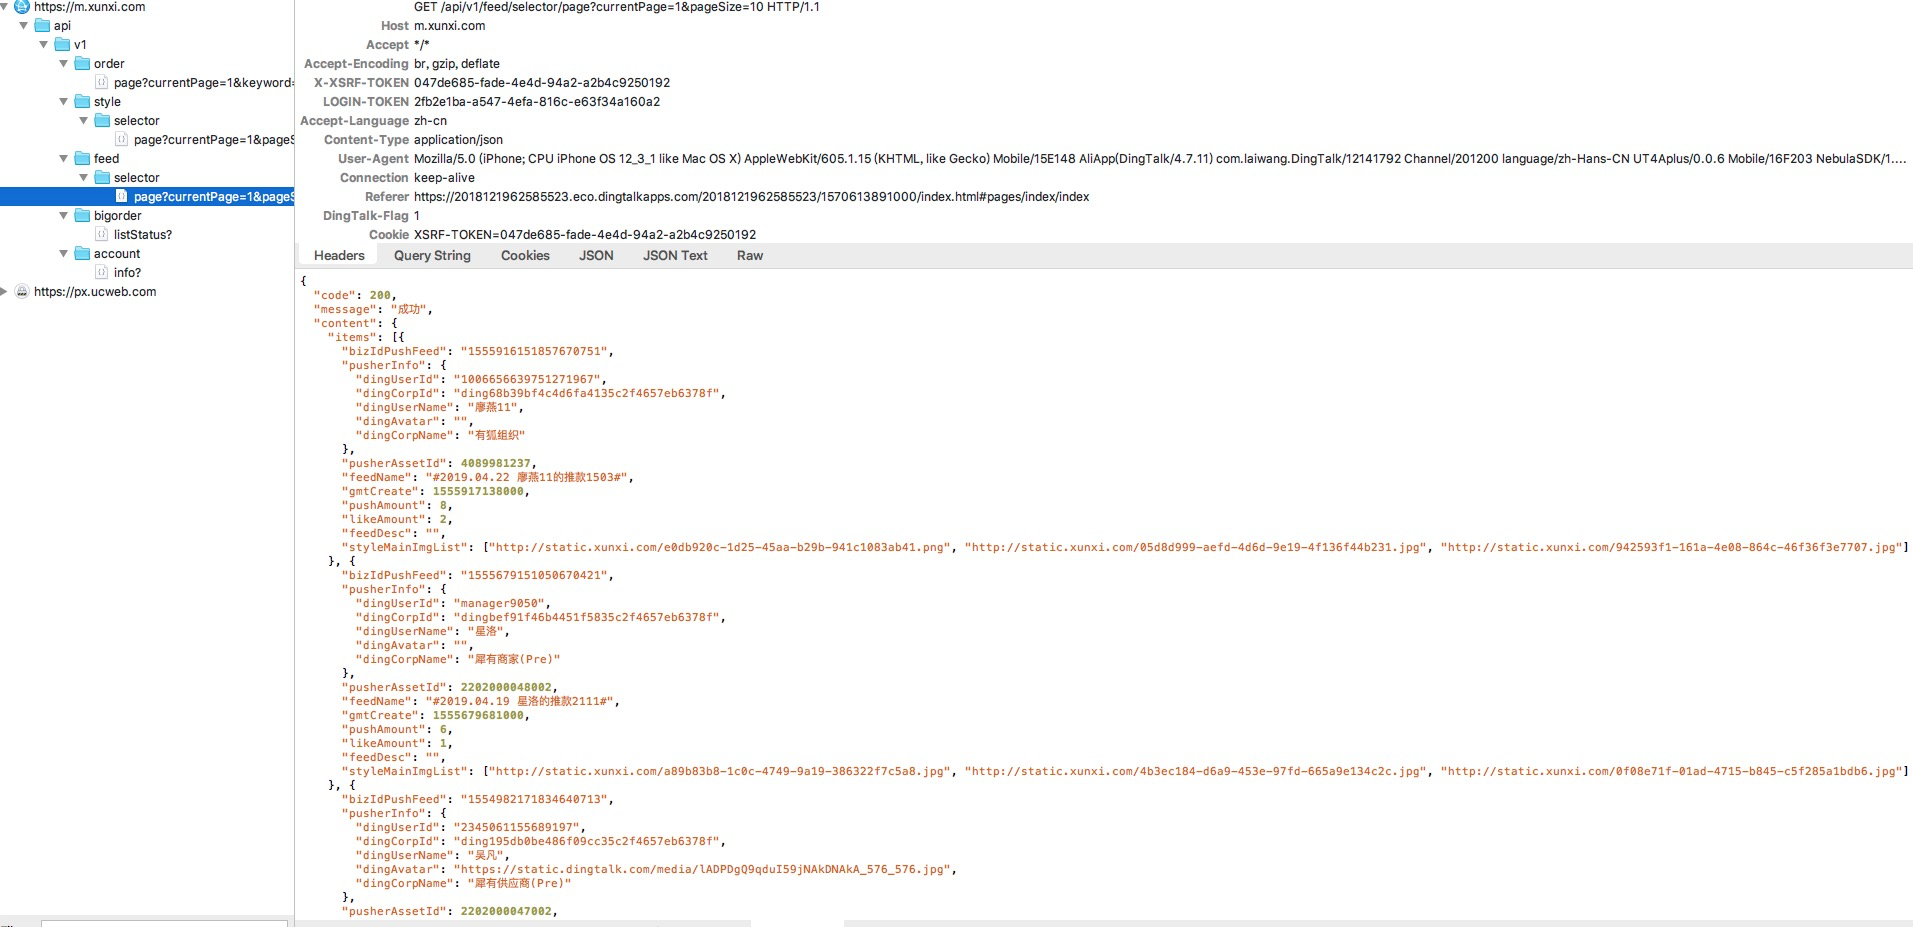 https://m.xunxi.com
api
v1
order
page?currentPage=1&keyword=
style
selector
page?currentPage=1&pageS
feed
selector
page?currentPage=1&pageS
bigorder
listStatus?
account
info?
https://px.ucweb.com
GET /api/v1/feed/selector/page?currentPage=1&pageSize=10 HTTP/1.1
Host m.xunxi.com
Accept */*
Accept-Encoding br, gzip, deflate
X-XSRF-TOKEN 047de685-fade-4e4d-94a2-a2b4c9250192
LOGIN-TOKEN 2fb2e1ba-a547-4efa-816c-e63f34a160a2
Accept-Language zh-cn
Content-Type application/json
User-Agent Mozilla/5.0 (iPhone; CPU iPhone OS 12_3_1 like Mac OS X) AppleWebKit/605.1.15 (KHTML, like Gecko) Mobile/15E148 AliApp(DingTalk/4.7.11) com.laiwang.DingTalk/12141792 Channel/201200 language/zh-Hans-CN UT4Aplus/0.0.6 Mobile/16F203 NebulaSDK/1....
Connection keep-alive
Referer https://2018121962585523.eco.dingtalkapps.com/2018121962585523/1570613891000/index.html#pages/index/index
DingTalk-Flag 1
Cookie XSRF-TOKEN=047de685-fade-4e4d-94a2-a2b4c9250192
Headers Query String Cookies JSON JSON Text Raw
{
"code": 200,
"message": "成功",
"content": {
"items": [{
"bizIdPushFeed": "1555916151857670751",
"pusherInfo": {
"dingUserId": "1006656639751271967",
"dingCorpId": "ding68b39bf4c4d6fa4135c2f4657eb6378f",
"dingUserName": "廖燕11",
"dingAvatar": "",
"dingCorpName": "有狐组织"
},
"pusherAssetId": 4089981237,
"feedName": "#2019.04.22 廖燕11的推款1503#",
"gmtCreate": 1555917138000,
"pushAmount": 8,
"likeAmount": 2,
"feedDesc": "",
"styleMainImgList": ["http://static.xunxi.com/e0db920c-1d25-45aa-b29b-941c1083ab41.png", "http://static.xunxi.com/05d8d999-aefd-4d6d-9e19-4f136f44b231.jpg", "http://static.xunxi.com/942593f1-161a-4e08-864c-46f36f3e7707.jpg"]
}, {
"bizIdPushFeed": "1555679151050670421",
"pusherInfo": {
"dingUserId": "manager9050",
"dingCorpId": "dingbef91f46b4451f5835c2f4657eb6378f",
"dingUserName": "星洛",
"dingAvatar": "",
"dingCorpName": "犀有商家(Pre)"
},
"pusherAssetId": 2202000048002,
"feedName": "#2019.04.19 星洛的推款2111#",
"gmtCreate": 1555679681000,
"pushAmount": 6,
"likeAmount": 1,
"feedDesc": "",
"styleMainImgList": ["http://static.xunxi.com/a89b83b8-1c0c-4749-9a19-386322f7c5a8.jpg", "http://static.xunxi.com/4b3ec184-d6a9-453e-97fd-665a9e134c2c.jpg", "http://static.xunxi.com/0f08e71f-01ad-4715-b845-c5f285a1bdb6.jpg"]
}, {
"bizIdPushFeed": "1554982171834640713",
"pusherInfo": {
"dingUserId": "2345061155689197",
"dingCorpId": "ding195db0be486f09cc35c2f4657eb6378f",
"dingUserName": "吴凡",
"dingAvatar": "https://static.dingtalk.com/media/lADPDgQ9qduI59jNAkDNAkA_576_576.jpg",
"dingCorpName": "犀有供应商(Pre)"
},
"pusherAssetId": 2202000047002,